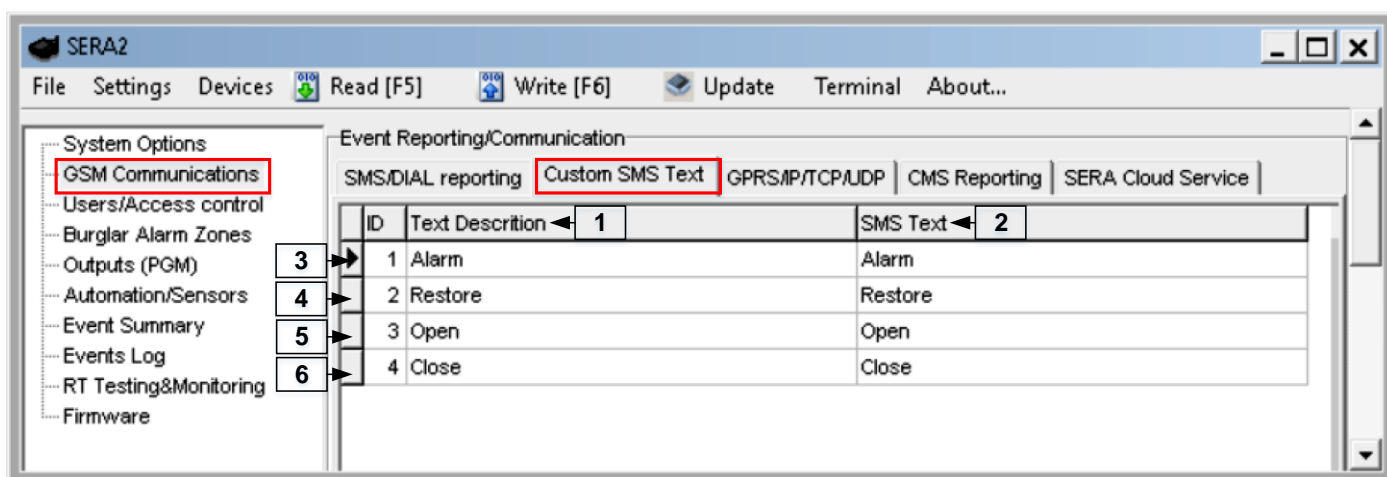 SERA2
File Settings Devices Read [F5] Write [F6] Update Terminal About...
System Options
GSM Communications
Users/Access control
Burglar Alarm Zones
Outputs (PGM)
Automation/Sensors
Event Summary
Events Log
RT Testing&Monitoring
Firmware
Event Reporting/Communication
SMS/DIAL reporting Custom SMS Text GPRS/IP/TCP/UDP CMS Reporting SERA Cloud Service
ID Text Descrition 1 SMS Text 2
3 1 Alarm Alarm
4 2 Restore Restore
5 3 Open Open
6 4 Close Close